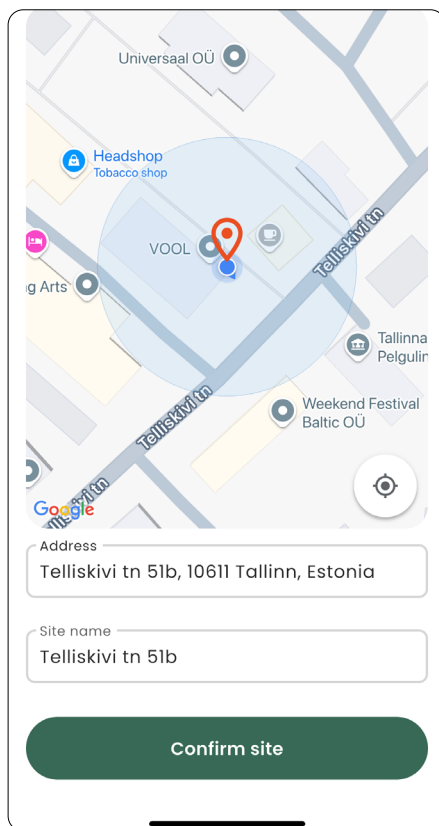 Universaal OÜ
Headshop
Tobacco shop
Telliskivi tn
VOOL
g Arts
Tallinna
Pelgulin
Telliskivi tn
Weekend Festival
Baltic OÜ
Google
Address
Telliskivi tn 51b, 10611 Tallinn, Estonia
Site name
Telliskivi tn 51b
Confirm site